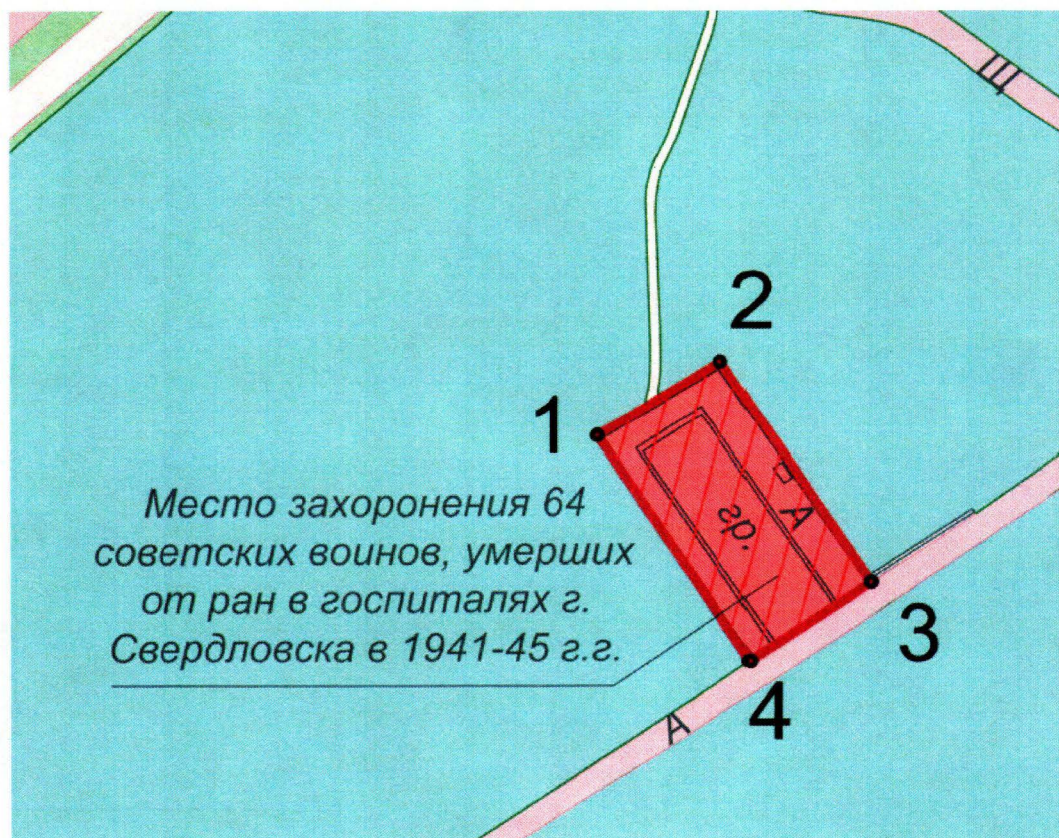 Щ
2
1
Место захоронения 64
советских воинов, умерших
от ран в госпиталях г.
Свердловска в 1941-45 г.г.
А
гр.
3
4
А